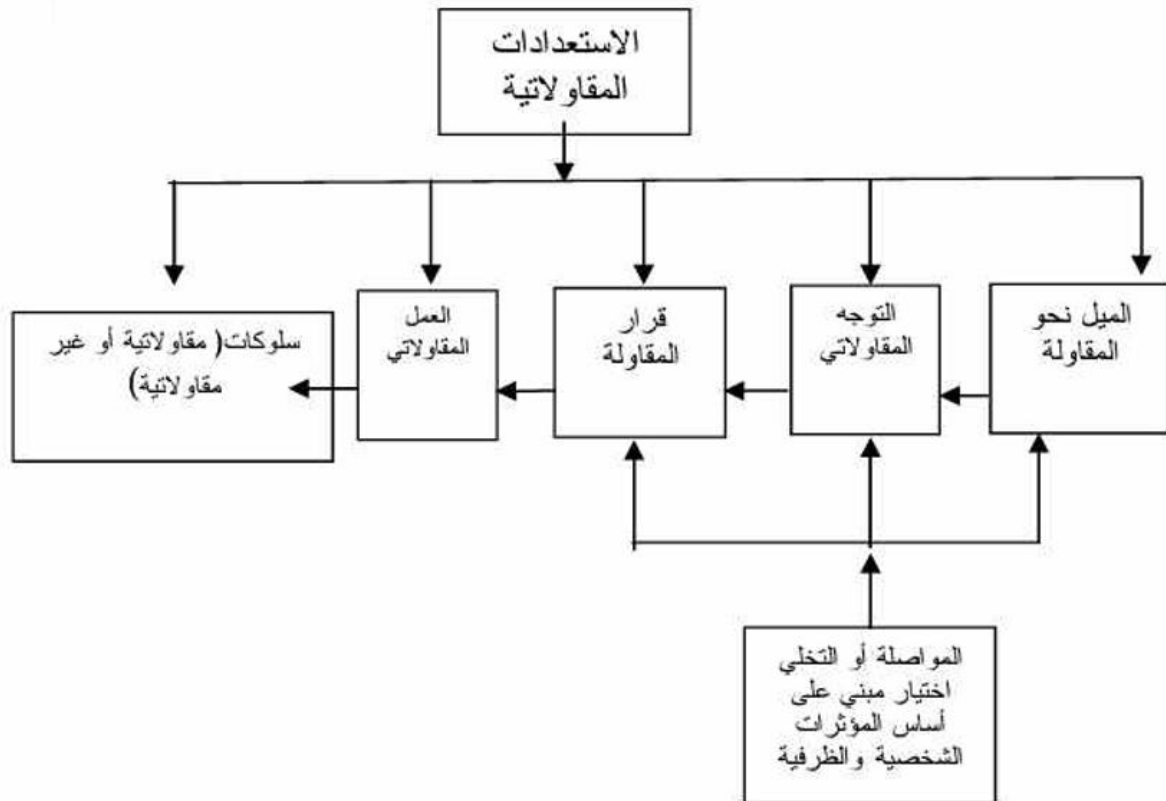 الاستعدادات
المقاولاتية
الميل نحو
المقاولة
التوجه
المقاولاتي
قرار
المقاولة
العمل
المقاولاتي
سلوكات( مقاولاتية أو غير
مقاولاتية)
المواصلة أو التخلي
اختيار مبني على
أساس المؤثرات
الشخصية والظرفية